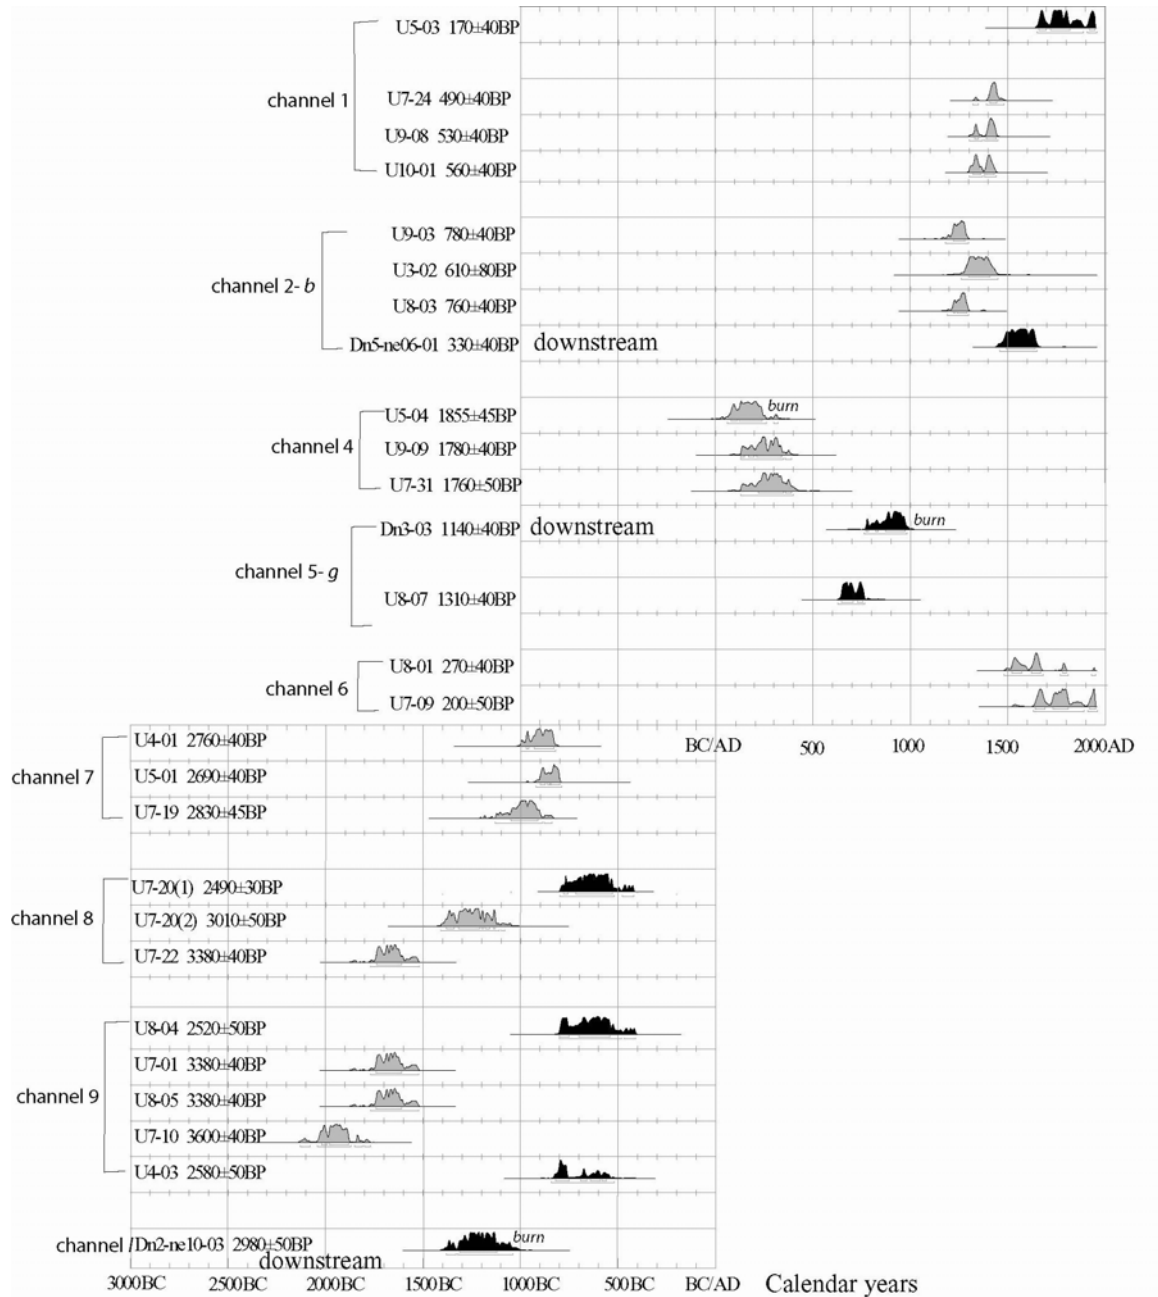 U5-03 170±40BP
channel 1
U7-24 490±40BP
U9-08 530±40BP
U10-01 560±40BP
U9-03 780±40BP
U3-02 610±80BP
channel 2- b
U8-03 760±40BP
Dn5-ne06-01 330±40BP downstream
U5-04 1855±45BP burn
channel 4
U9-09 1780±40BP
U7-31 1760±50BP
Dn3-03 1140±40BP downstream burn
channel 5- g
U8-07 1310±40BP
U8-01 270±40BP
channel 6
U7-09 200±50BP
U4-01 2760±40BP
BC/AD 500 1000 1500 2000AD
channel 7
U5-01 2690±40BP
U7-19 2830±45BP
U7-20(1) 2490±30BP
channel 8
U7-20(2) 3010±50BP
U7-22 3380±40BP
U8-04 2520±50BP
U7-01 3380±40BP
channel 9
U8-05 3380±40BP
U7-10 3600±40BP
U4-03 2580±50BP
channel l Dn2-ne10-03 2980±50BP burn
downstream
3000BC 2500BC 2000BC 1500BC 1000BC 500BC BC/AD Calendar years